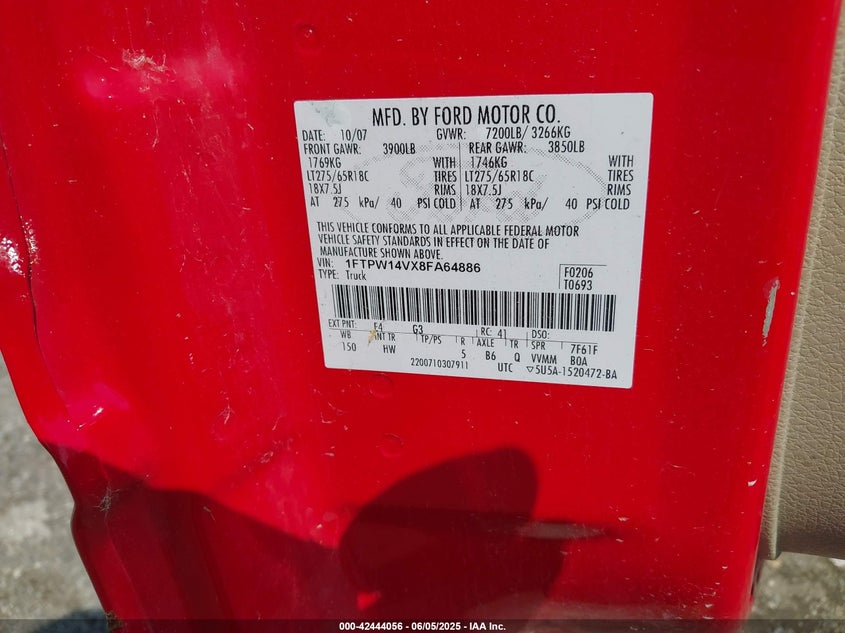 MFD. BY FORD MOTOR CO.
DATE: 10/07 GVWR: 7200LB/ 3266KG
FRONT GAWR: 3900LB REAR GAWR: 3850LB
1769KG WITH 1746KG WITH
LT275/65R18C TIRES LT275/65R18C TIRES
18X7.5J RIMS 18X7.5J RIMS
AT 275 kPa/ 40 PSI COLD AT 275 kPa/ 40 PSI COLD
THIS VEHICLE CONFORMS TO ALL APPLICABLE FEDERAL MOTOR
VEHICLE SAFETY STANDARDS IN EFFECT ON THE DATE OF
MANUFACTURE SHOWN ABOVE.
VIN: 1FTPW14VX8FA64886 F0206
TYPE: Truck T0693
EXT PNT: F4 G3 RC: 41 DSO:
WB INT TR TP/PS R AXLE TR SPR 7F61F
150 HW 5 B6 Q VVMM BOA
2200710307911 UTC ▽5U5A-1520472-BA
000-42444056 - 06/05/2025 - IAA Inc.